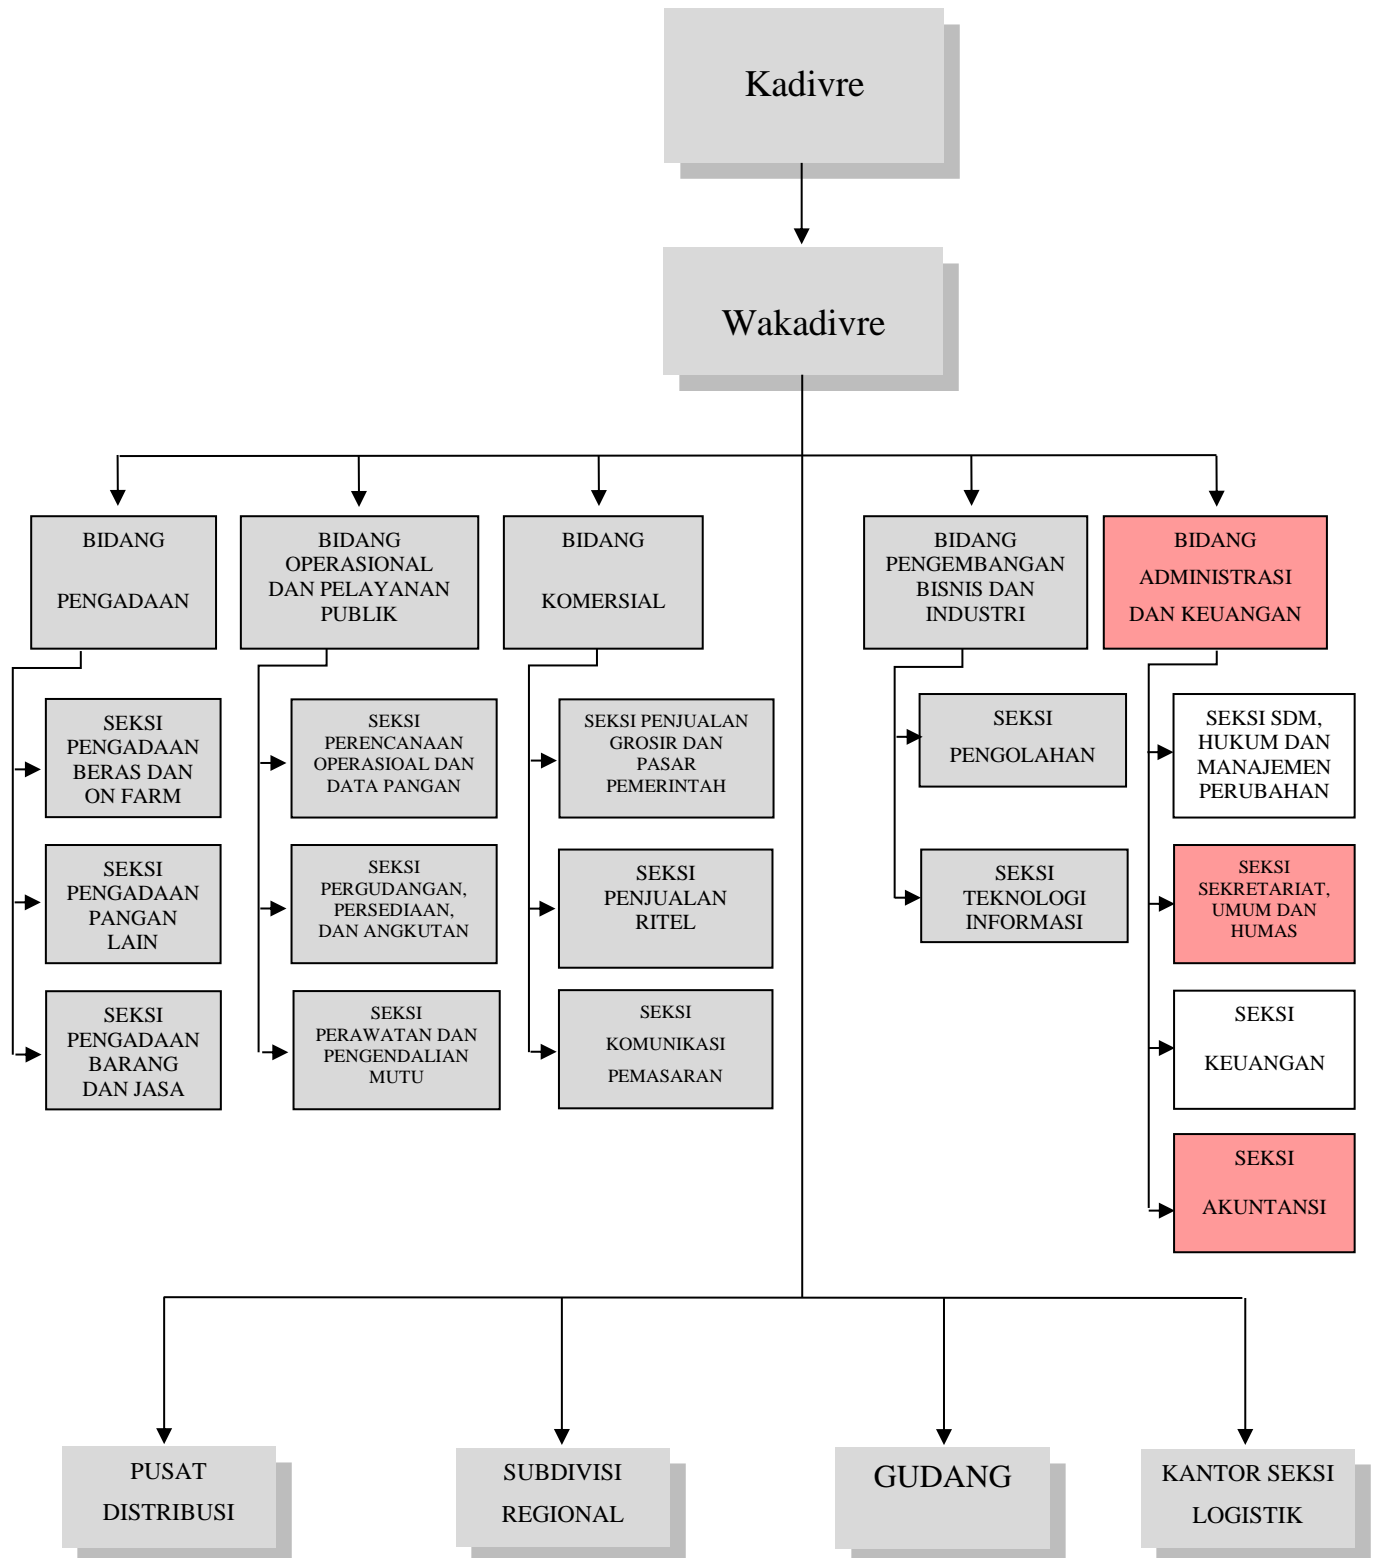 Kadivre
Wakadivre
BIDANG
PENGADAAN
BIDANG
OPERASIONAL
DAN PELAYANAN
PUBLIK
BIDANG
KOMERSIAL
BIDANG
PENGEMBANGAN
BISNIS DAN
INDUSTRI
BIDANG
ADMINISTRASI
DAN KEUANGAN
SEKSI
PENGADAAN
BERAS DAN
ON FARM
SEKSI
PERENCANAAN
OPERASIOAL DAN
DATA PANGAN
SEKSI PENJUALAN
GROSIR DAN
PASAR
PEMERINTAH
SEKSI
PENGOLAHAN
SEKSI SDM,
HUKUM DAN
MANAJEMEN
PERUBAHAN
SEKSI
PENGADAAN
PANGAN
LAIN
SEKSI
PERGUDANGAN,
PERSEDIAAN,
DAN ANGKUTAN
SEKSI
PENJUALAN
RITEL
SEKSI
TEKNOLOGI
INFORMASI
SEKSI
SEKRETARIAT,
UMUM DAN
HUMAS
SEKSI
PENGADAAN
BARANG
DAN JASA
SEKSI
PERAWATAN DAN
PENGENDALIAN
MUTU
SEKSI
KOMUNIKASI
PEMASARAN
SEKSI
KEUANGAN
SEKSI
AKUNTANSI
PUSAT
DISTRIBUSI
SUBDIVISI
REGIONAL
GUDANG
KANTOR SEKSI
LOGISTIK